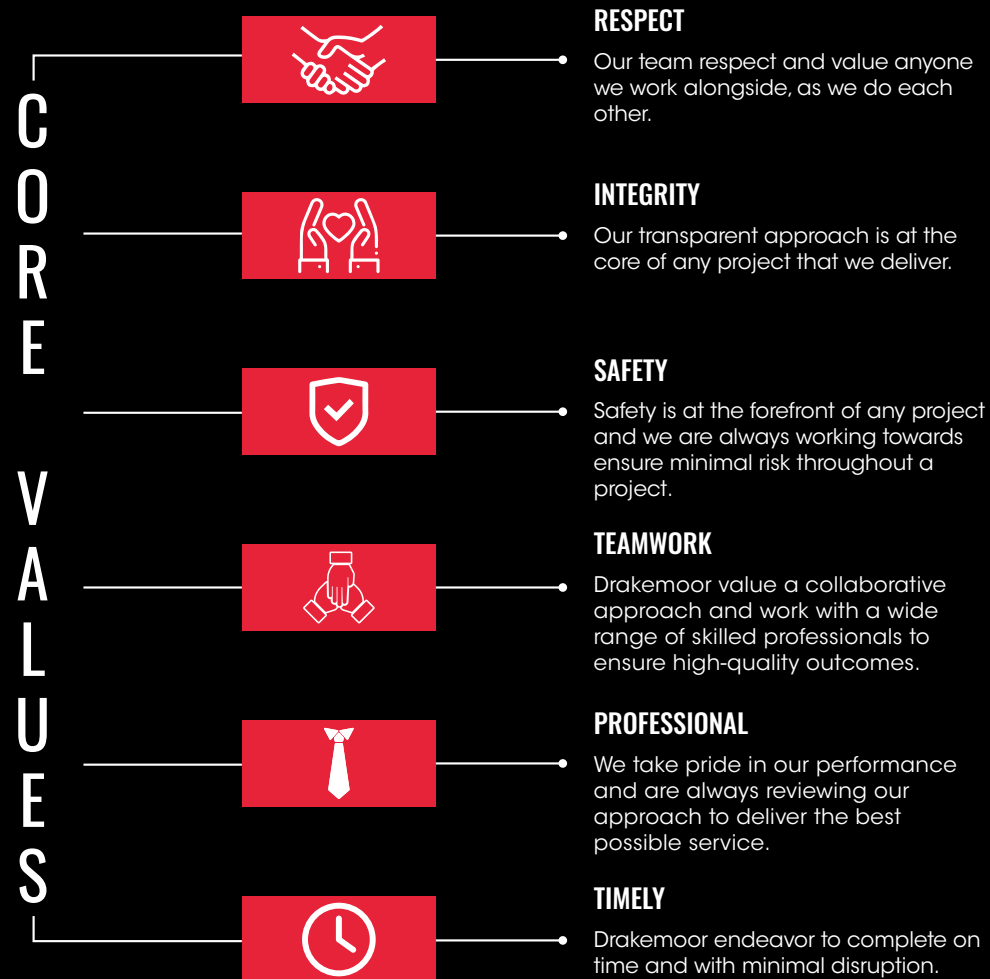 CORE VALUES
RESPECT
Our team respect and value anyone
we work alongside, as we do each
other.
INTEGRITY
Our transparent approach is at the
core of any project that we deliver.
SAFETY
Safety is at the forefront of any project
and we are always working towards
ensure minimal risk throughout a
project.
TEAMWORK
Drakemoor value a collaborative
approach and work with a wide
range of skilled professionals to
ensure high-quality outcomes.
PROFESSIONAL
We take pride in our performance
and are always reviewing our
approach to deliver the best
possible service.
TIMELY
Drakemoor endeavor to complete on
time and with minimal disruption.